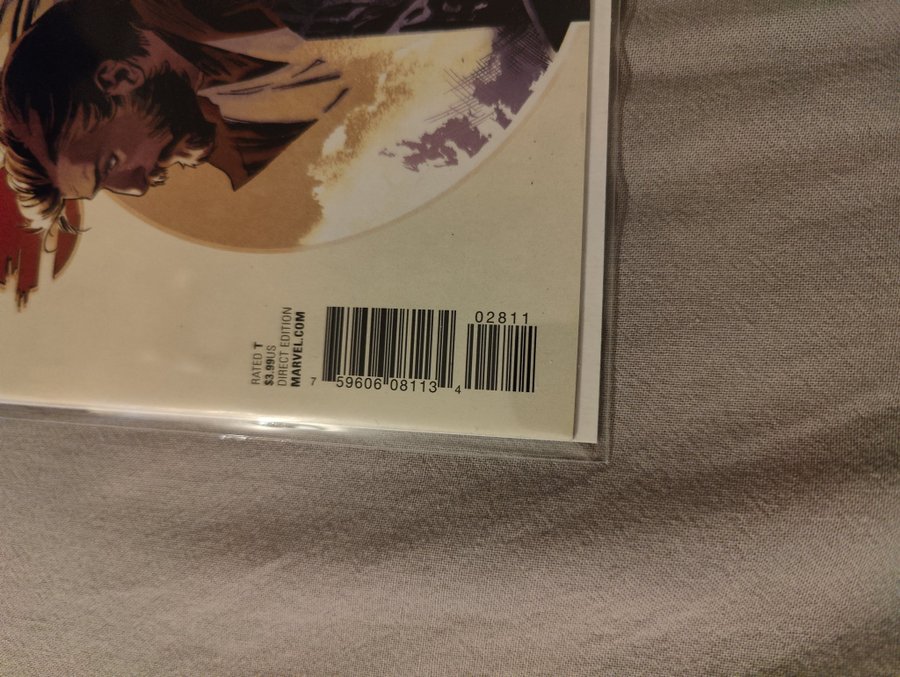 RATED T
$3.99US
DIRECT EDITION
MARVEL.COM
02811
7 59606 08113 4